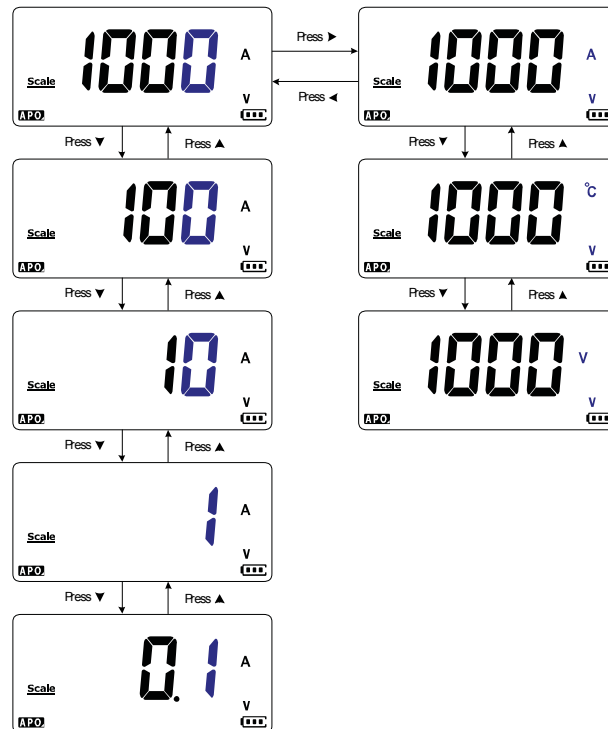 1000 A Press ► 1000 A
Scale Scale
V Press ◄ V
APO APO
Press ▼ Press ▲ Press ▼ Press ▲
100 A 1000 °C
Scale Scale
V V
APO APO
Press ▼ Press ▲ Press ▼ Press ▲
10 A 1000 V
Scale Scale
V V
APO APO
Press ▼ Press ▲
1 A
Scale
V
APO
Press ▼ Press ▲
0.1 A
Scale
V
APO